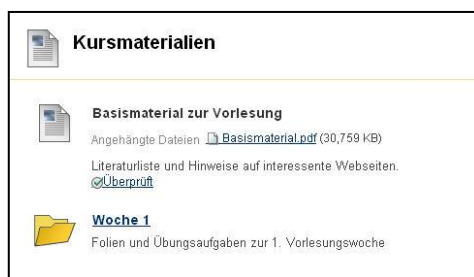 Kursmaterialien
Basismaterial zur Vorlesung
Angehängte Dateien Basismaterial.pdf (30,759 KB)
Literaturliste und Hinweise auf interessente Webseiten.
Überprüft
Woche 1
Folien und Übungsaufgaben zur 1. Vorlesungswoche